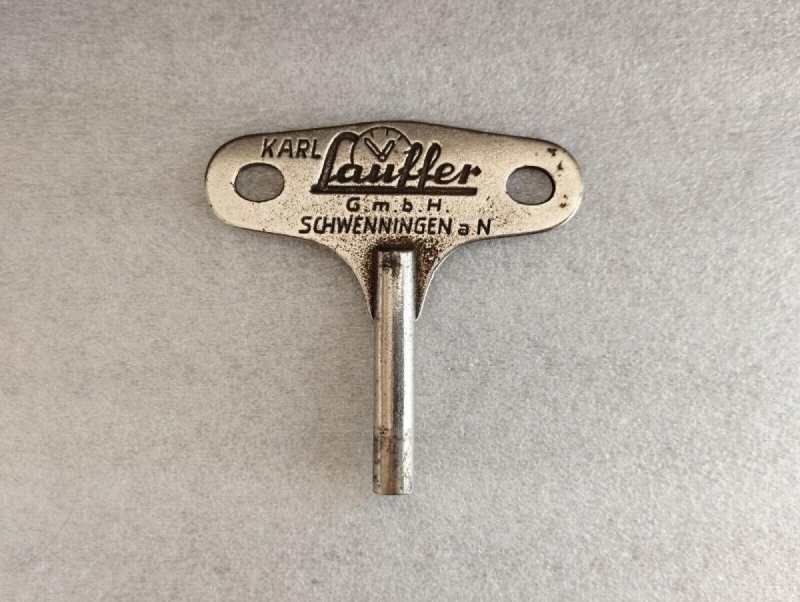 KARL Lauffer
G.m.b.H.
SCHWENNINGEN a N